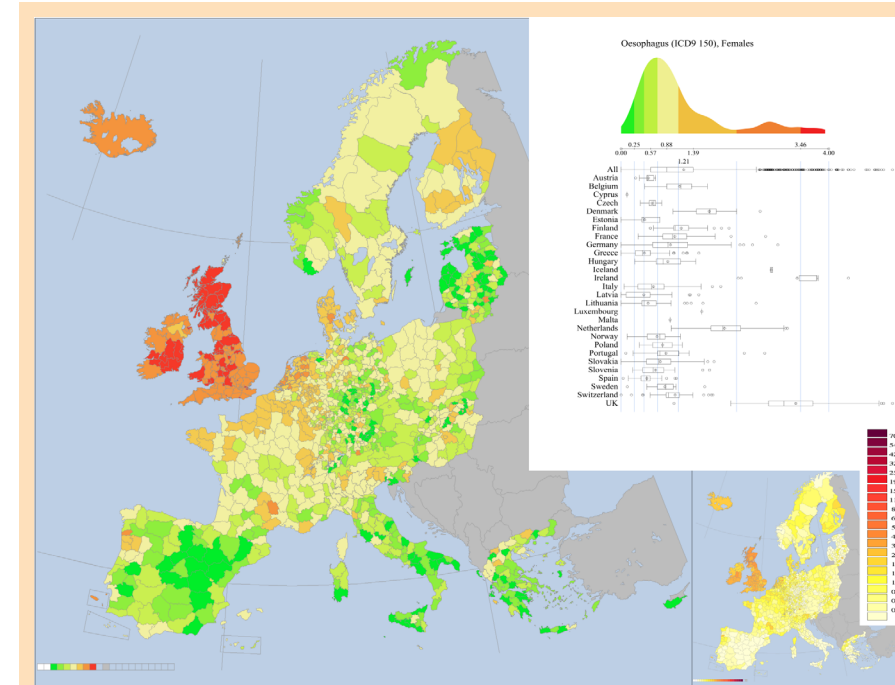 Oesophagus (ICD9 150), Females
0.25 0.88 3.46
0.00 0.57 1.39 4.00
1.21
All
Austria
Belgium
Cyprus
Czech
Denmark
Estonia
Finland
France
Germany
Greece
Hungary
Iceland
Ireland
Italy
Latvia
Lithuania
Luxembourg
Malta
Netherlands
Norway
Poland
Portugal
Slovakia
Slovenia
Spain
Sweden
Switzerland
UK